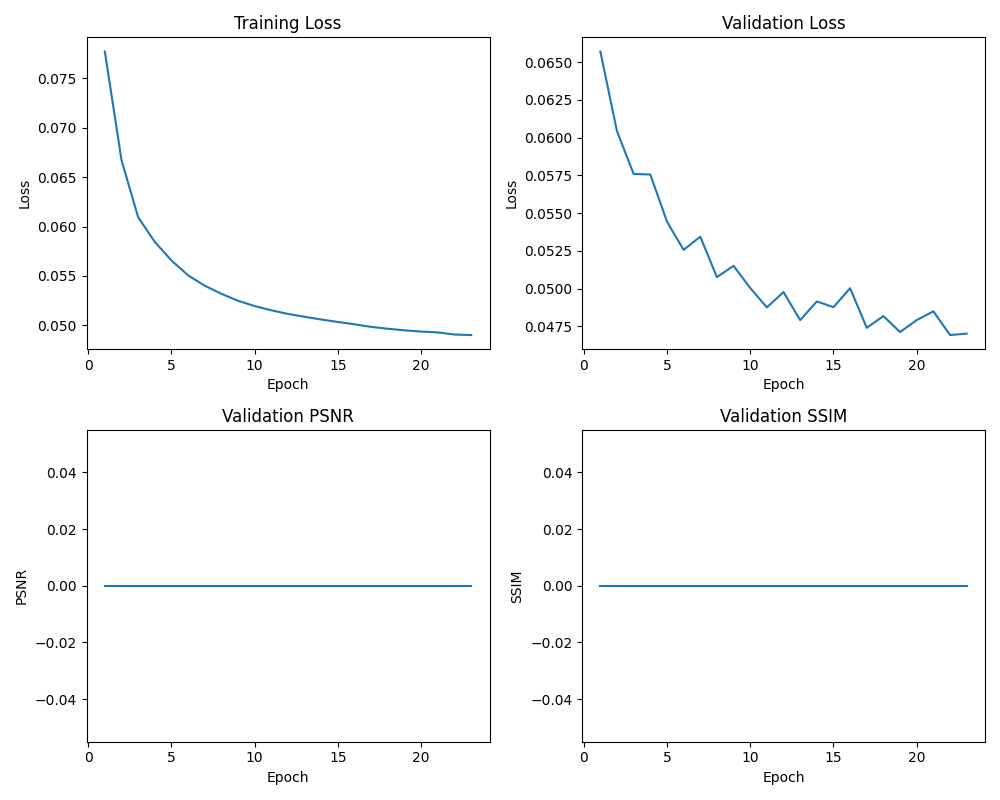 Training Loss
0.075
0.070
0.065
0.060
0.055
0.050
Loss
0 5 10 15 20
Epoch
Validation Loss
0.0650
0.0625
0.0600
0.0575
0.0550
0.0525
0.0500
0.0475
Loss
0 5 10 15 20
Epoch
Validation PSNR
0.04
0.02
0.00
−0.02
−0.04
PSNR
0 5 10 15 20
Epoch
Validation SSIM
0.04
0.02
0.00
−0.02
−0.04
SSIM
0 5 10 15 20
Epoch